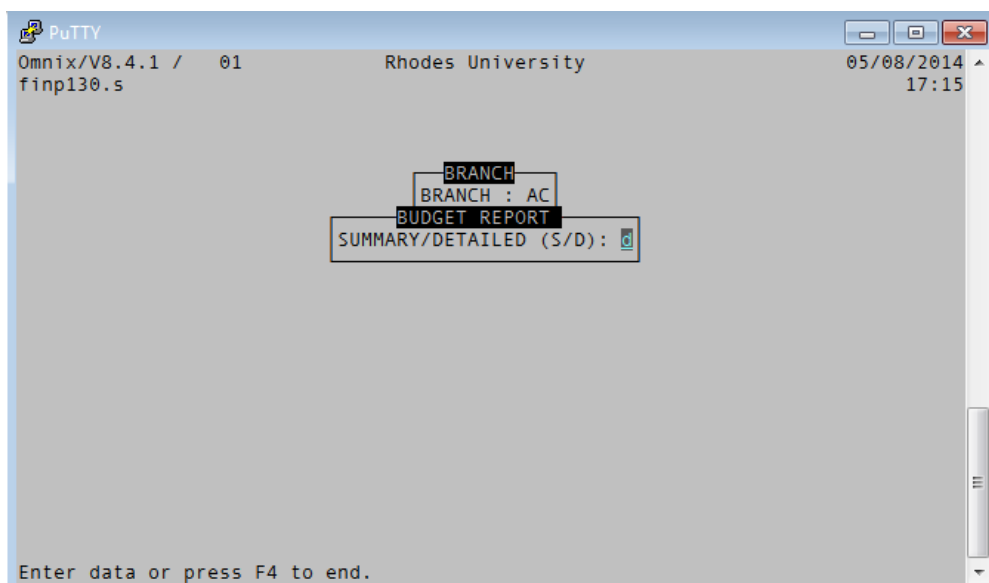 PuTTY
Omnix/V8.4.1 /   01                Rhodes University                      05/08/2014
finp130.s                                                                      17:15
BRANCH
BRANCH : AC
BUDGET REPORT
SUMMARY/DETAILED (S/D): d
Enter data or press F4 to end.